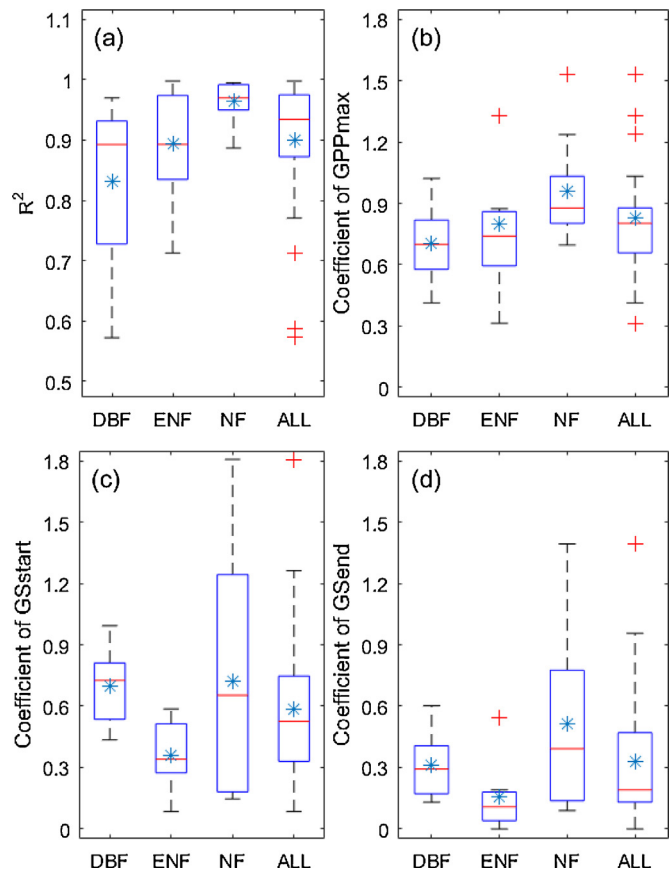 (a)
R²
1.1
1
0.9
0.8
0.7
0.6
0.5
DBF ENF NF ALL
(b)
Coefficient of GPPmax
1.8
1.5
1.2
0.9
0.6
0.3
0
DBF ENF NF ALL
(c)
Coefficient of GSstart
1.8
1.5
1.2
0.9
0.6
0.3
0
DBF ENF NF ALL
(d)
Coefficient of GSend
1.8
1.5
1.2
0.9
0.6
0.3
0
DBF ENF NF ALL